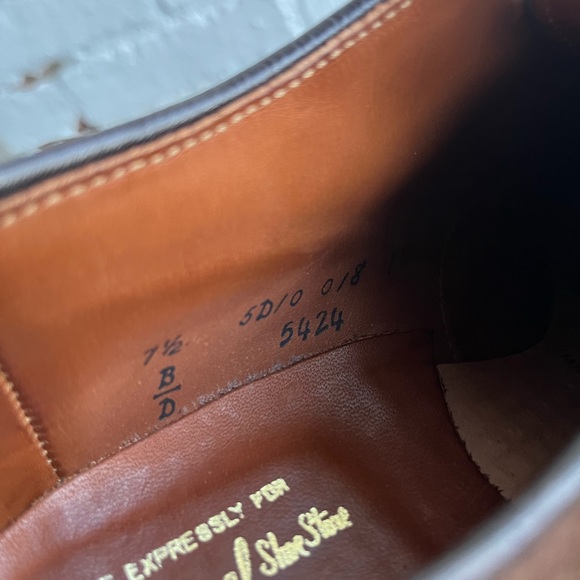 7½ 5D/0 018
B 5424
D
EXPRESSLY FOR
Shoe Store